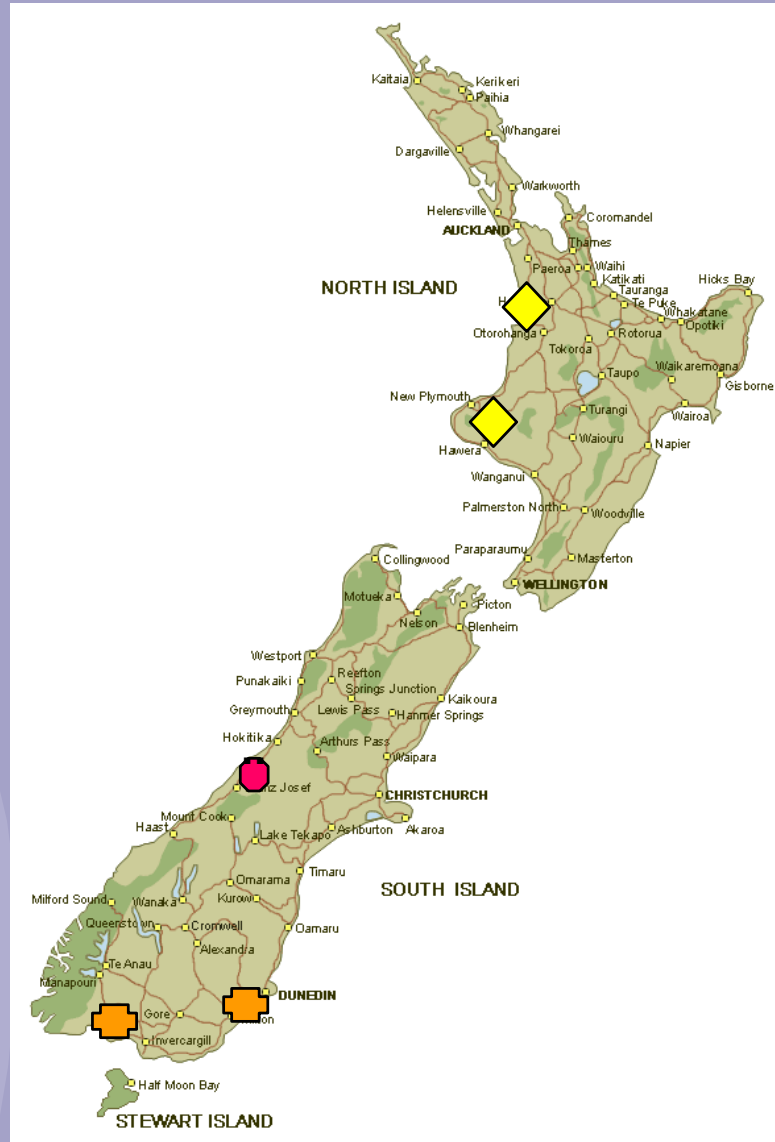 Kaitaia
Kerikeri
Paihia
Whangarei
Dargaville
Warkworth
Helensville
Coromandel
AUCKLAND
Thames
Paeroa
Waihi
Katikati
Hicks Bay
NORTH ISLAND
Tauranga
Te Puke
Whakatane
Opotiki
Otorohanga
Rotorua
Tokoroa
Waikaremoana
Taupo
Gisborne
New Plymouth
Turangi
Wairoa
Waiouru
Napier
Hawera
Wanganui
Palmerston North
Woodville
Paraparaumu
Masterton
Collingwood
WELLINGTON
Motueka
Picton
Nelson
Blenheim
Westport
Reefton
Punakaiki
Springs Junction
Kaikoura
Greymouth
Lewis Pass
Hanmer Springs
Hokitika
Arthurs Pass
Waipara
Josef
CHRISTCHURCH
Mount Cook
Haast
Lake Tekapo
Ashburton
Akaroa
Timaru
Omarama
SOUTH ISLAND
Milford Sound
Wanaka
Kurow
Queenstown
Cromwell
Oamaru
Alexandra
Te Anau
Manapouri
DUNEDIN
Gore
Invercargill
Half Moon Bay
STEWART ISLAND